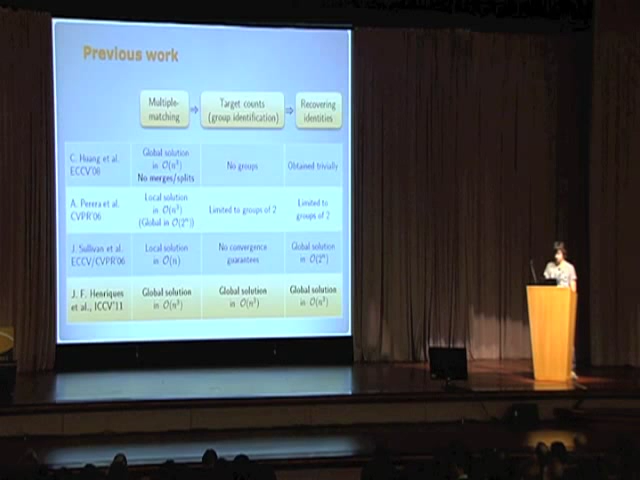 Previous work
Multiple-
matching
Target counts
(group identification)
Recovering
identities
C. Huang et al.
ECCV'08
Global solution
in O(n³)
No merges/splits
No groups
Obtained trivially
A. Perera et al.
CVPR'06
Local solution
in O(n³)
(Global in O(2ⁿ))
Limited to groups of 2
Limited to
groups of 2
J. Sullivan et al.
ECCV/CVPR'06
Local solution
in O(n)
No convergence
guarantees
Global solution
in O(2ⁿ)
J. F. Henriques
et al., ICCV'11
Global solution
in O(n³)
Global solution
in O(n³)
Global solution
in O(n³)